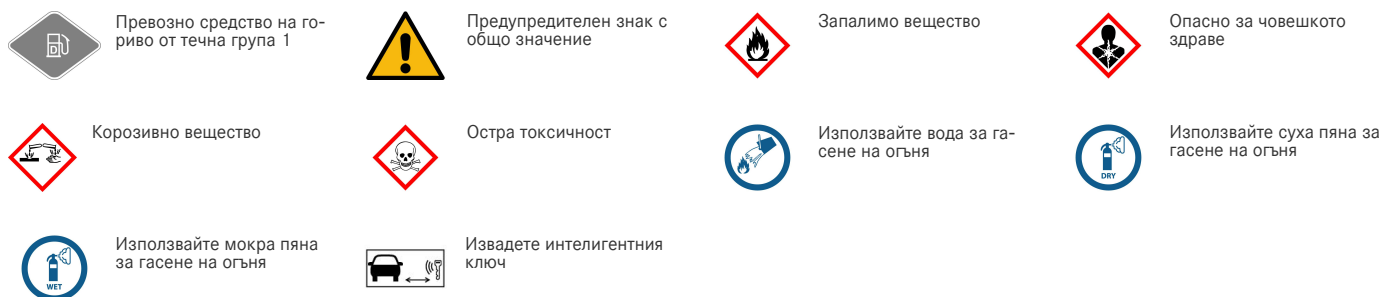 Превозно средство на го-
риво от течна група 1
D
Предупредителен знак с
общо значение
Запалимо вещество
Опасно за човешкото
здраве
Корозивно вещество
Остра токсичност
Използвайте вода за га-
сене на огъня
Използвайте суха пяна за
гасене на огъня
DRY
Използвайте мокра пяна
за гасене на огъня
WET
Извадете интелигентния
ключ